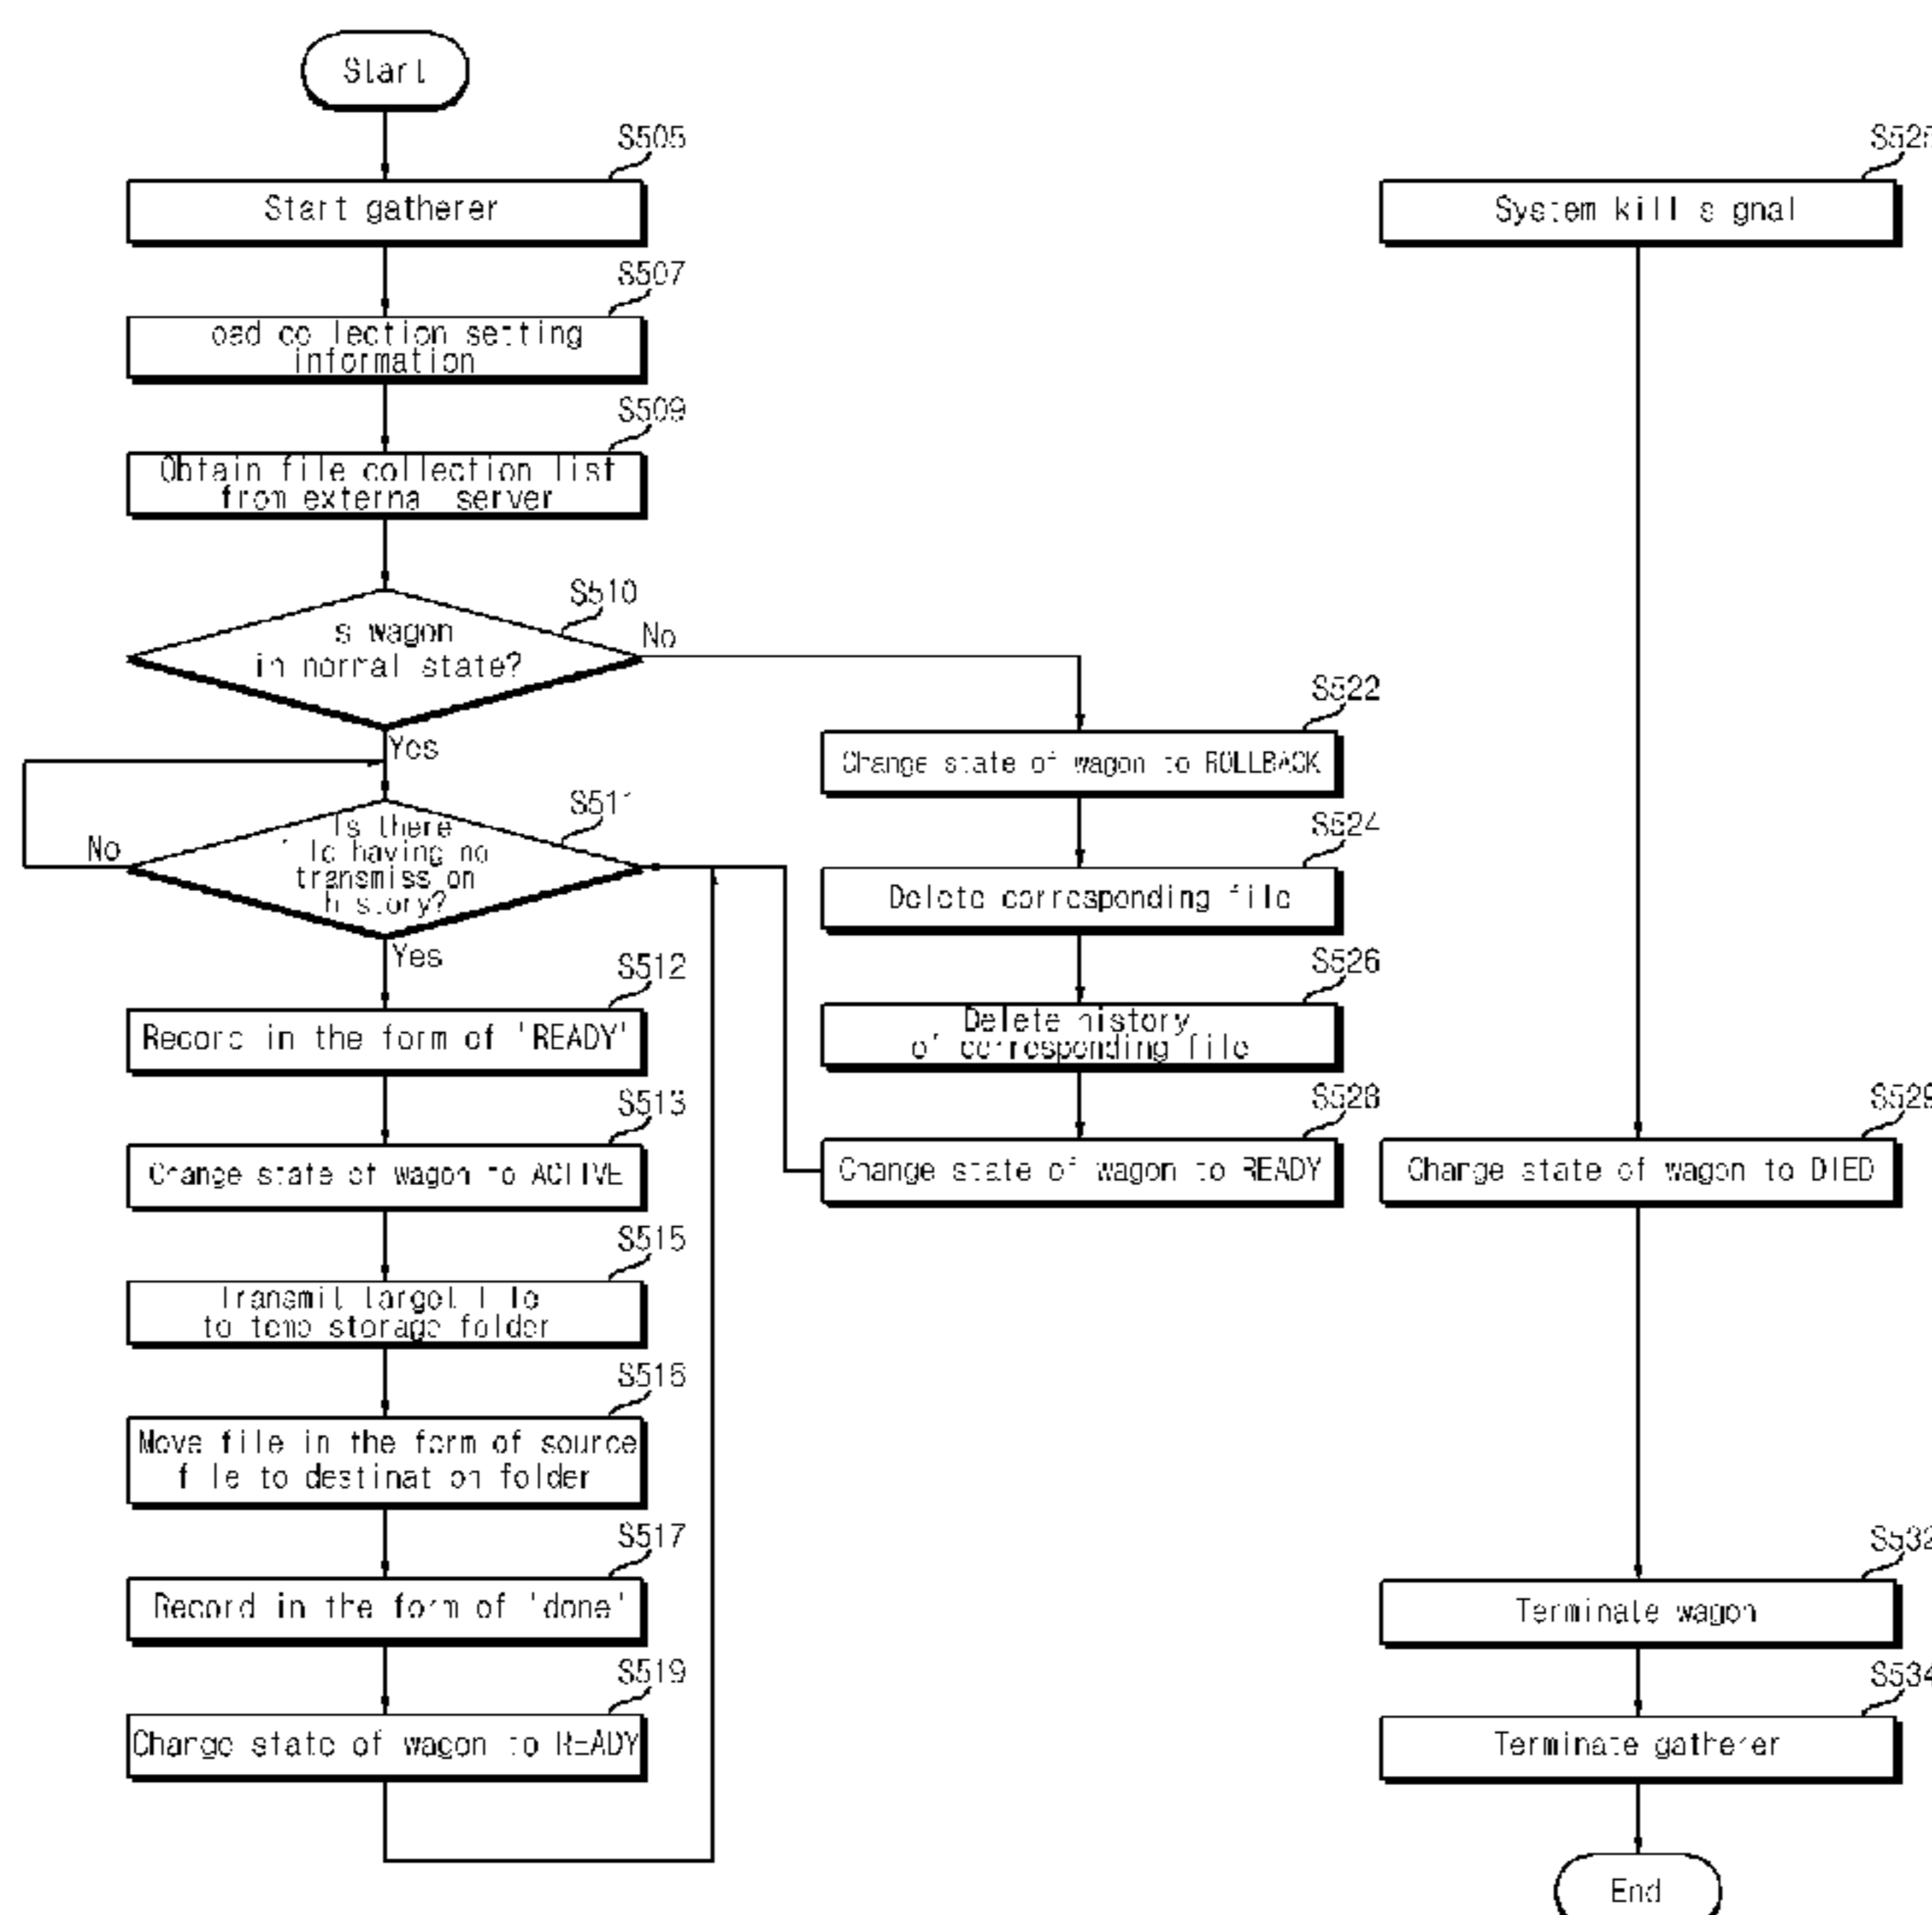 Start
S505
Start gatherer
S507
oad co lection setting
information
S509
Obtain file collection list
from externa server
S510
s wagon
in normal state?
No
Yes
S511
Is there
file having no
transmiss on
history?
No
Yes
S512
Record in the form of 'READY'
S513
Change state of wagon to ACTIVE
S515
Transmit target file
to temp storage folder
S516
Move file in the form of source
f le to destinat on folder
S517
Record in the form of 'done'
S519
Change state of wagon to READY
S522
Change state of wagon to ROLLBACK
S524
Delete corresponding file
S526
Delete history
of corresponding file
S528
Change state of wagon to READY
System kill s gnal
S529
Change state of wagon to DIED
S532
Terminate wagon
S534
Terminate gatherer
End